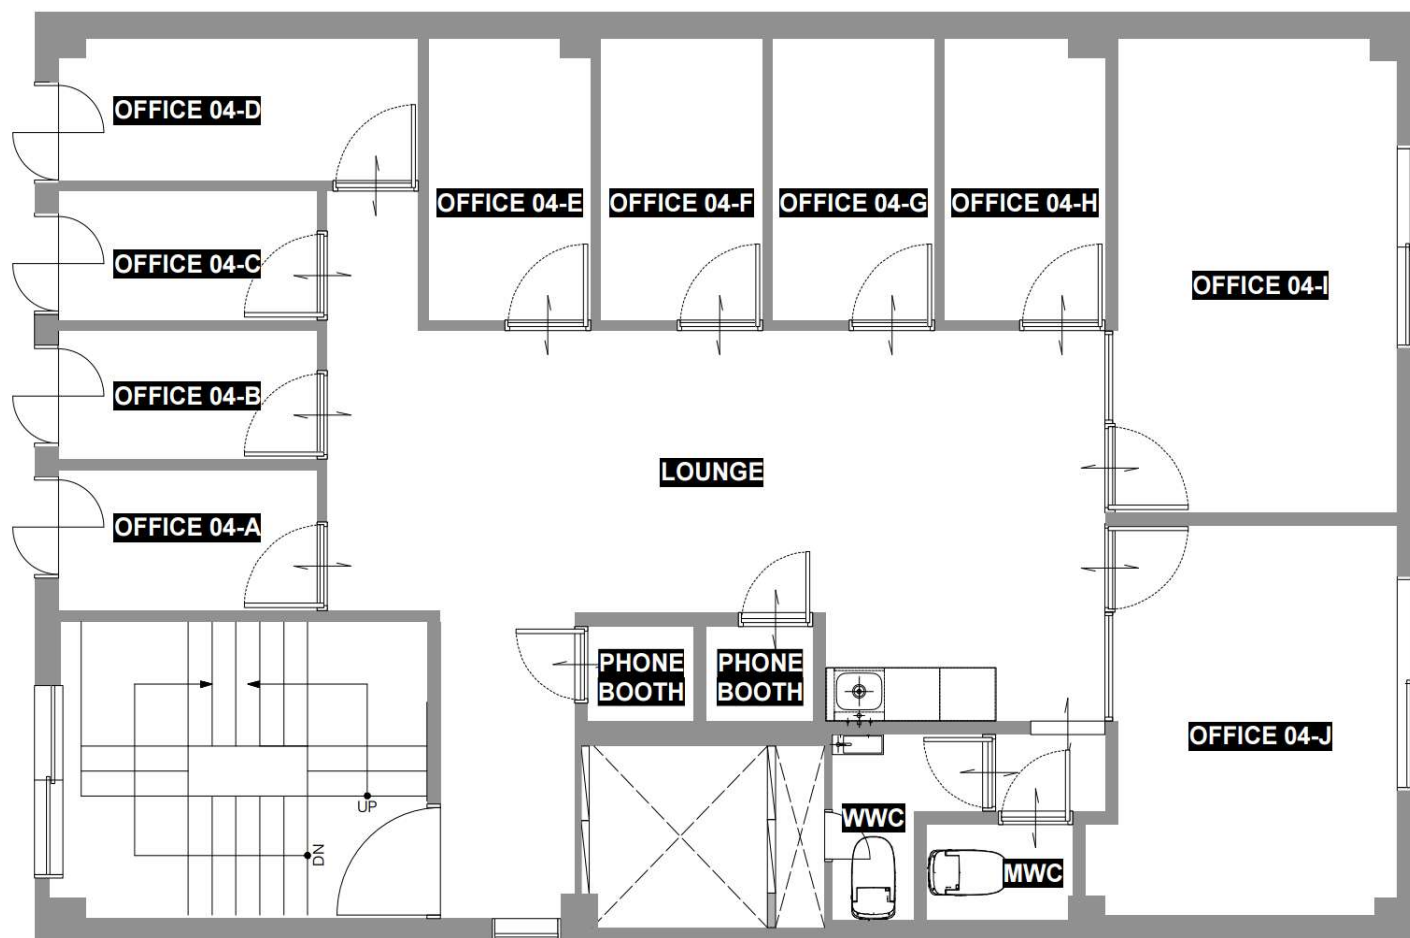 OFFICE 04-D
OFFICE 04-E
OFFICE 04-F
OFFICE 04-G
OFFICE 04-H
OFFICE 04-C
OFFICE 04-I
OFFICE 04-B
LOUNGE
OFFICE 04-A
PHONE
BOOTH
PHONE
BOOTH
OFFICE 04-J
UP
DN
WWC
MWC